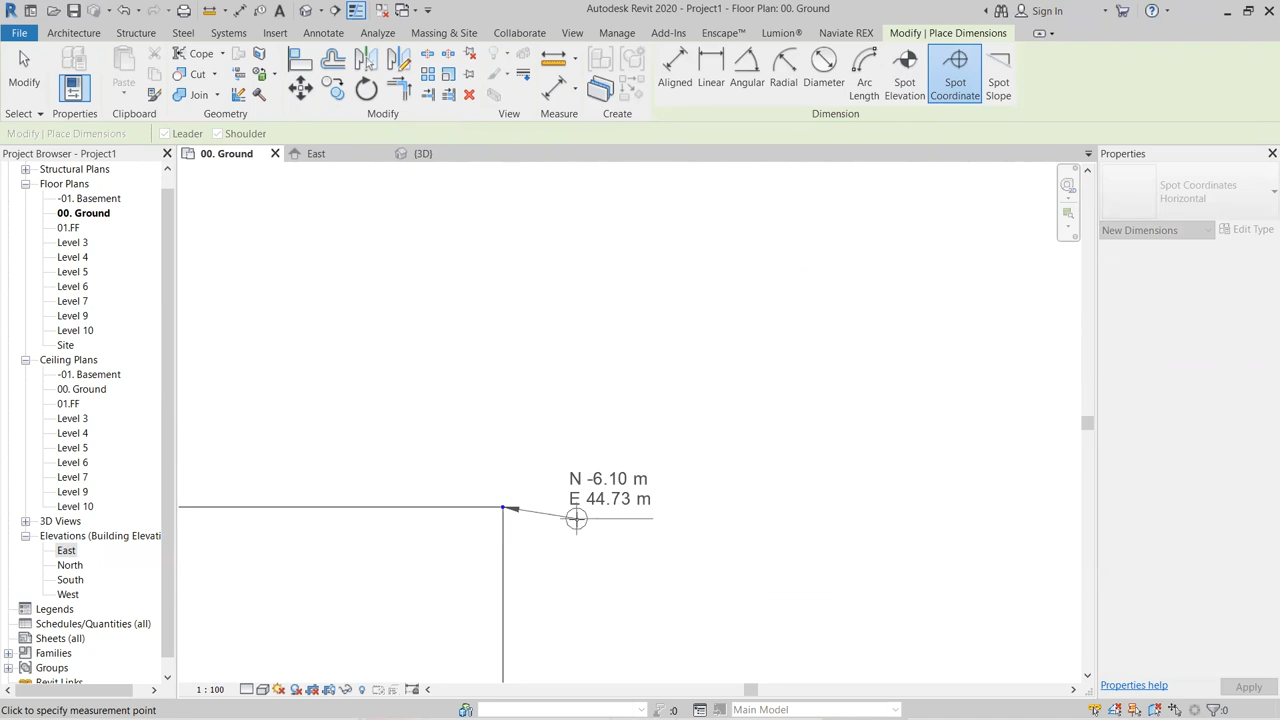 Autodesk Revit 2020 - Project1 - Floor Plan: 00. Ground
Sign In
File Architecture Structure Steel Systems Insert Annotate Analyze Massing & Site Collaborate View Manage Add-Ins Enscape™ Lumion® Naviate REX Modify | Place Dimensions
Modify
Paste
Cope
Cut
Join
Aligned Linear Angular Radial Diameter Arc Length Spot Elevation Spot Coordinate Spot Slope
Select Properties Clipboard Geometry Modify View Measure Create Dimension
Modify | Place Dimensions Leader Shoulder
Project Browser - Project1
00. Ground East {3D}
Properties
Structural Plans
Floor Plans
-01. Basement
00. Ground
01.FF
Level 3
Level 4
Level 5
Level 6
Level 7
Level 9
Level 10
Site
Ceiling Plans
-01. Basement
00. Ground
01.FF
Level 3
Level 4
Level 5
Level 6
Level 7
Level 9
Level 10
3D Views
Elevations (Building Elevati
East
North
South
West
Legends
Schedules/Quantities (all)
Sheets (all)
Families
Groups
Revit Links
N -6.10 m
E 44.73 m
Spot Coordinates
Horizontal
New Dimensions Edit Type
Properties help Apply
1 : 100
Click to specify measurement point
:0 Main Model :0